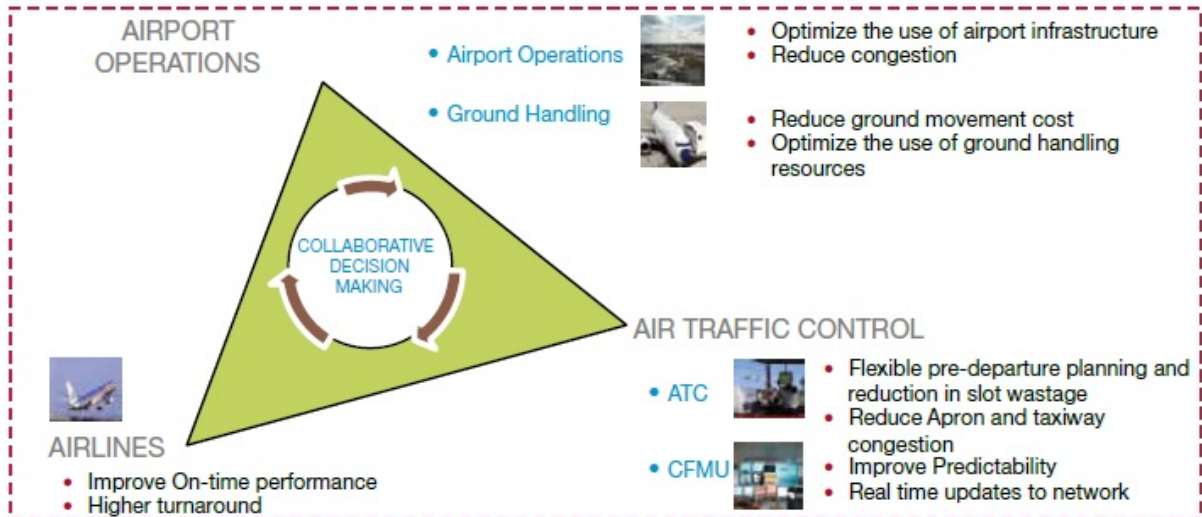 AIRPORT
OPERATIONS
• Airport Operations
• Optimize the use of airport infrastructure
• Reduce congestion
• Ground Handling
• Reduce ground movement cost
• Optimize the use of ground handling
resources
COLLABORATIVE
DECISION
MAKING
AIR TRAFFIC CONTROL
• ATC
• Flexible pre-departure planning and
reduction in slot wastage
• Reduce Apron and taxiway
congestion
• CFMU
• Improve Predictability
• Real time updates to network
AIRLINES
• Improve On-time performance
• Higher turnaround